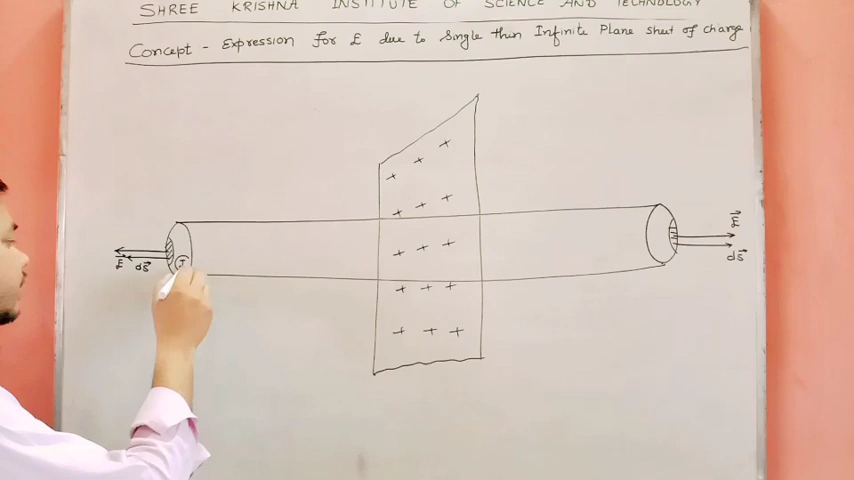 SHREE KRISHNA INSTITUTE OF SCIENCE AND TECHNOLOGY
Concept - Expression for E due to Single thin Infinite Plane sheet of charge
+ + +
+ + +
+ + +
+ + +
+ + +
E ds
I
E
ds